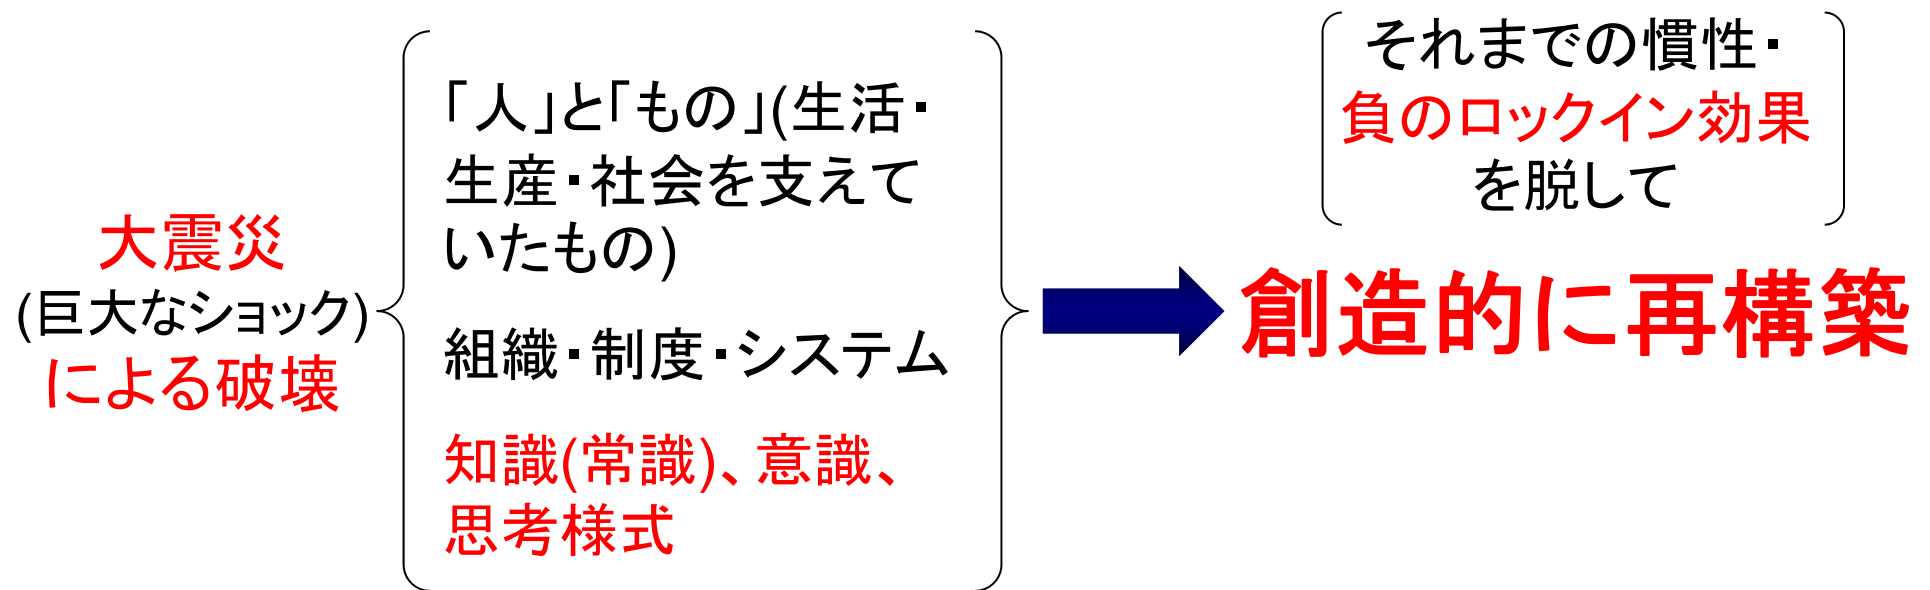 大震災
(巨大なショック)
による破壊
「人」と「もの」(生活・
生産・社会を支えて
いたもの)
組織・制度・システム
知識(常識)、意識、
思考様式
それまでの慣性・
負のロックイン効果
を脱して
創造的に再構築